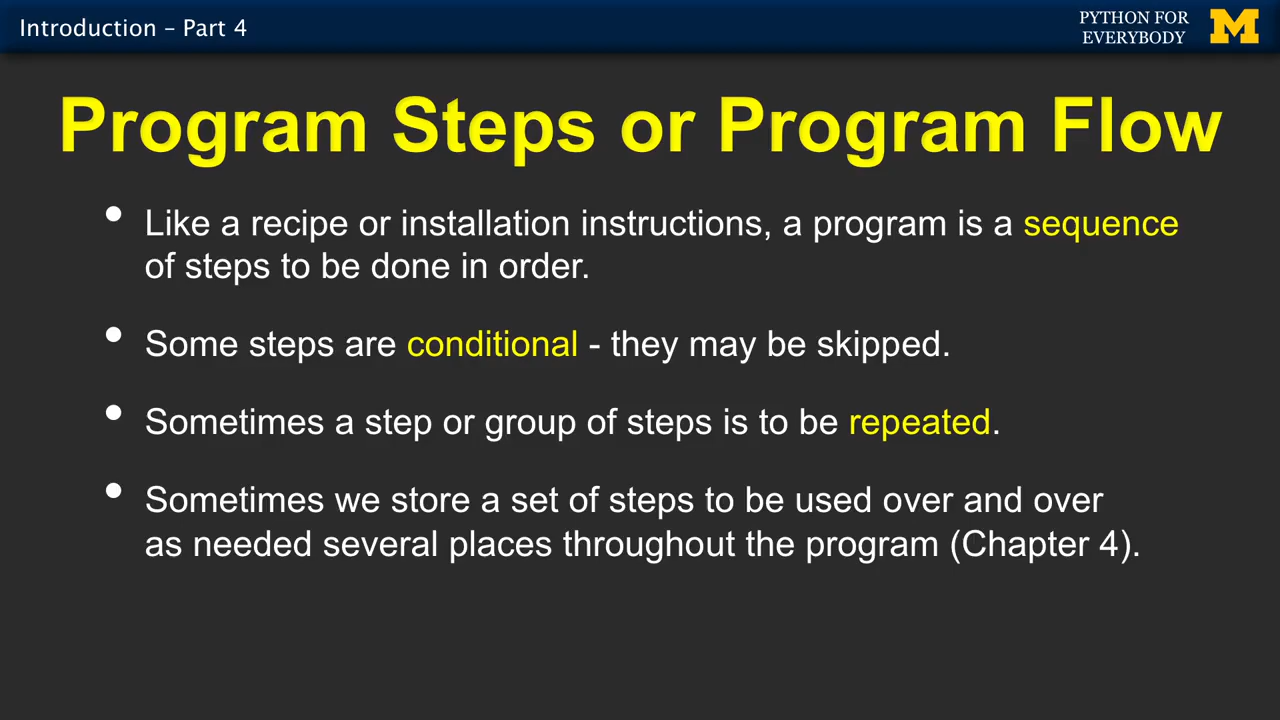 Introduction – Part 4
PYTHON FOR
EVERYBODY
M
Program Steps or Program Flow
• Like a recipe or installation instructions, a program is a sequence
of steps to be done in order.
• Some steps are conditional - they may be skipped.
• Sometimes a step or group of steps is to be repeated.
• Sometimes we store a set of steps to be used over and over
as needed several places throughout the program (Chapter 4).